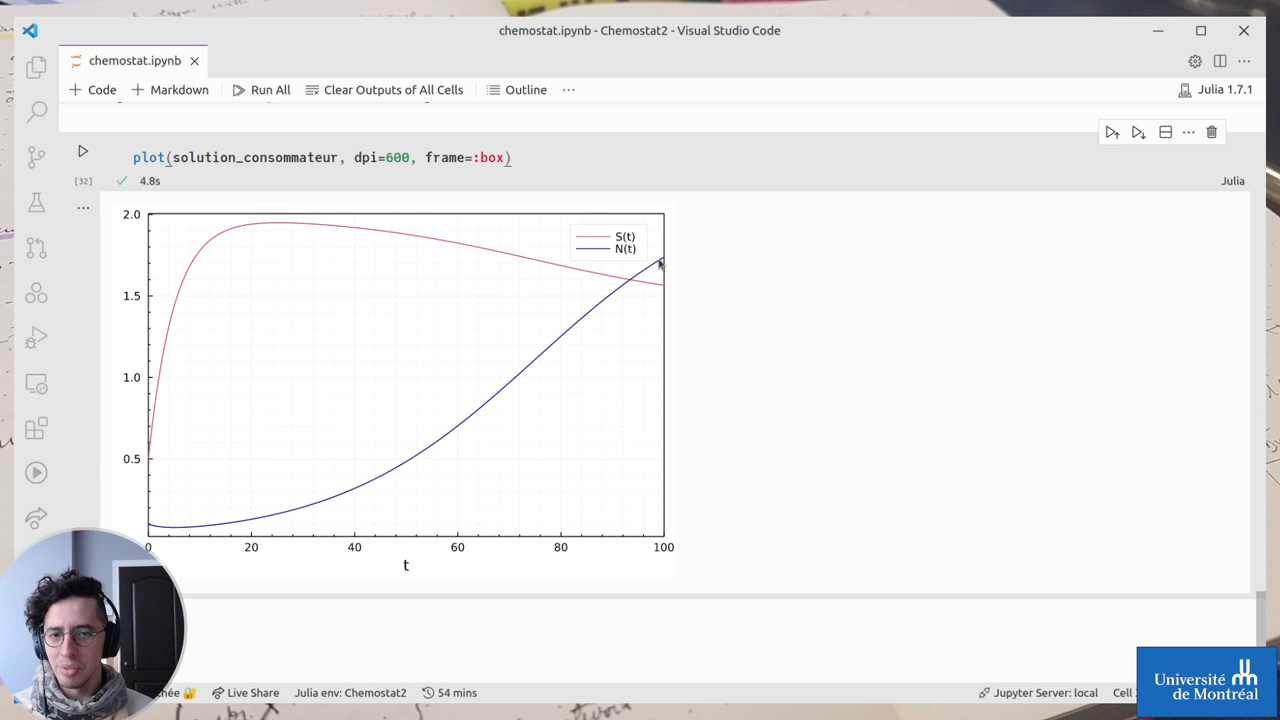 chemostat.ipynb - Chemostat2 - Visual Studio Code
chemostat.ipynb
Code
Markdown
Run All
Clear Outputs of All Cells
Outline
Julia 1.7.1
plot(solution_consommateur, dpi=600, frame=:box)
[32]
4.8s
Julia
2.0
S(t)
N(t)
1.5
1.0
0.5
0
20
40
60
80
100
t
Live Share
Julia env: Chemostat2
54 mins
Jupyter Server: local
Cell
Université
de Montréal